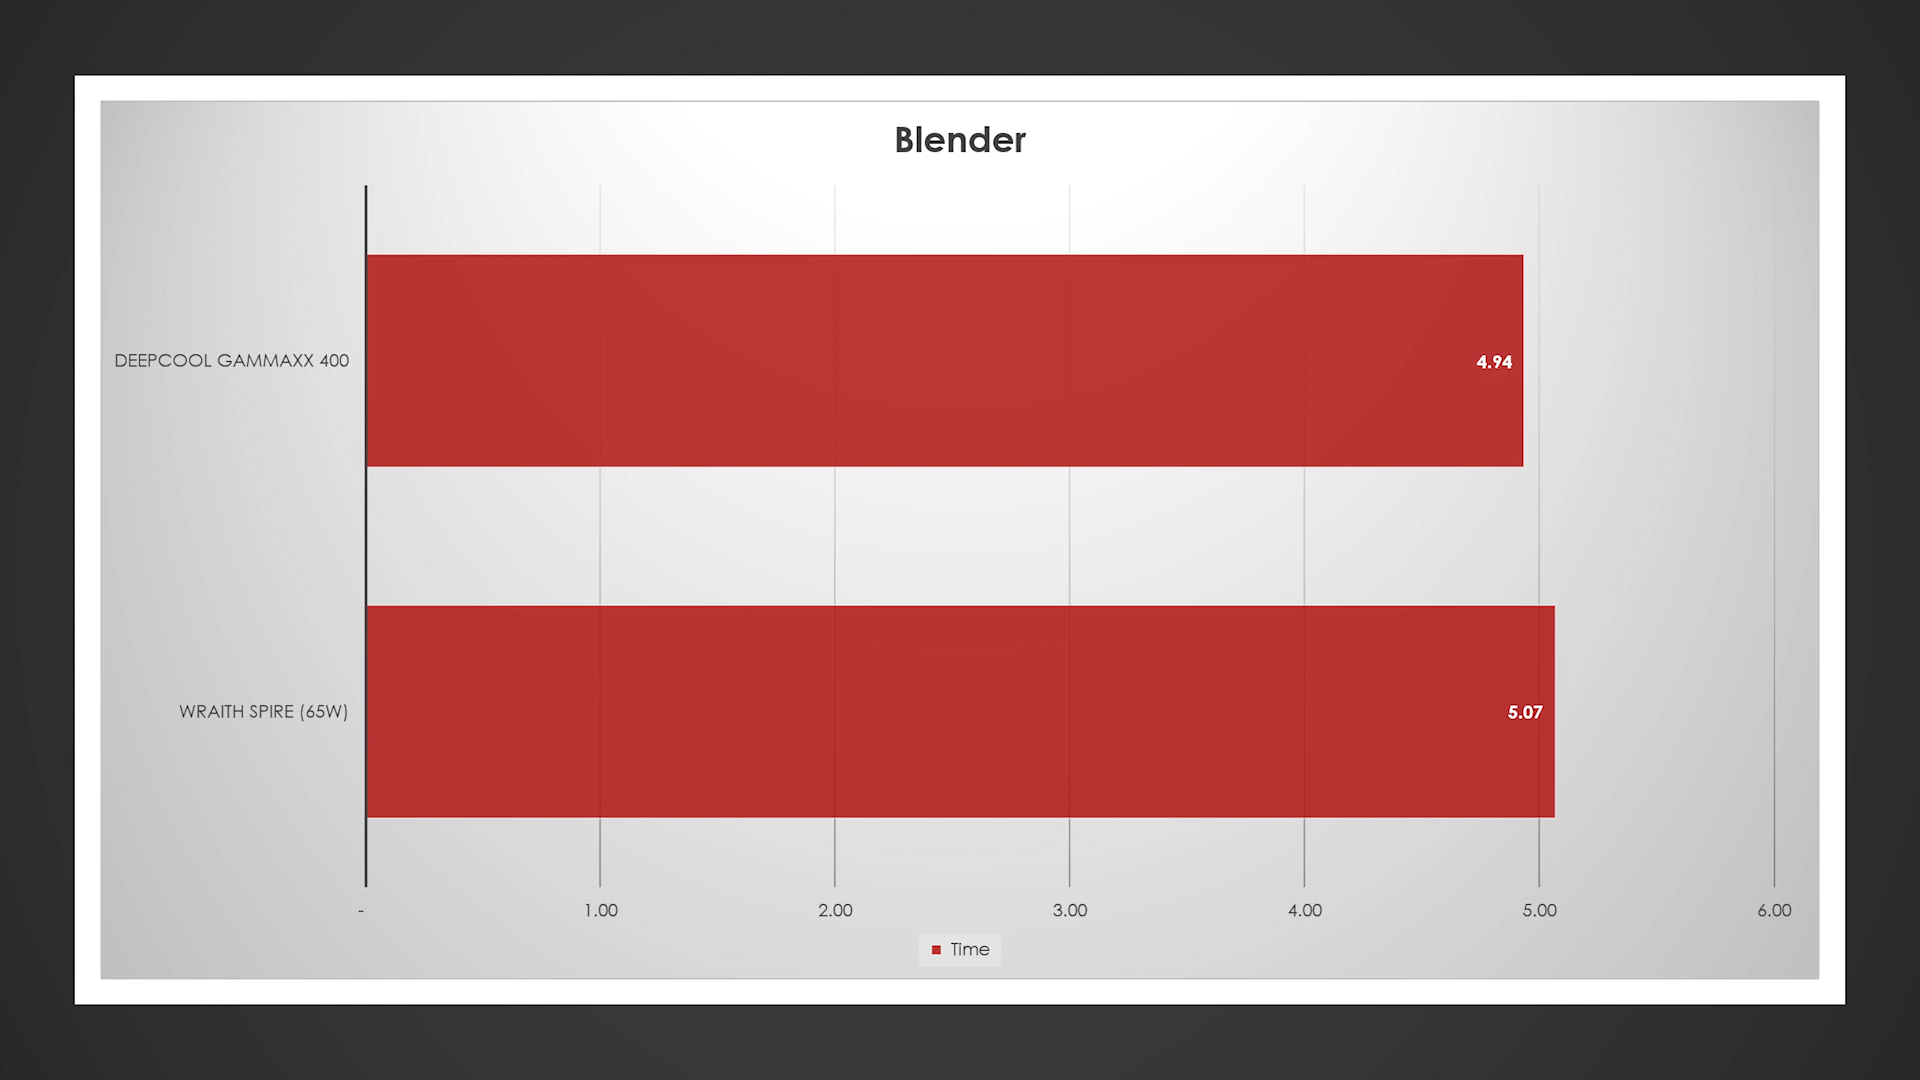 Blender
DEEPCOOL GAMMAXX 400
4.94
WRAITH SPIRE (65W)
5.07
- 1.00 2.00 3.00 4.00 5.00 6.00
Time